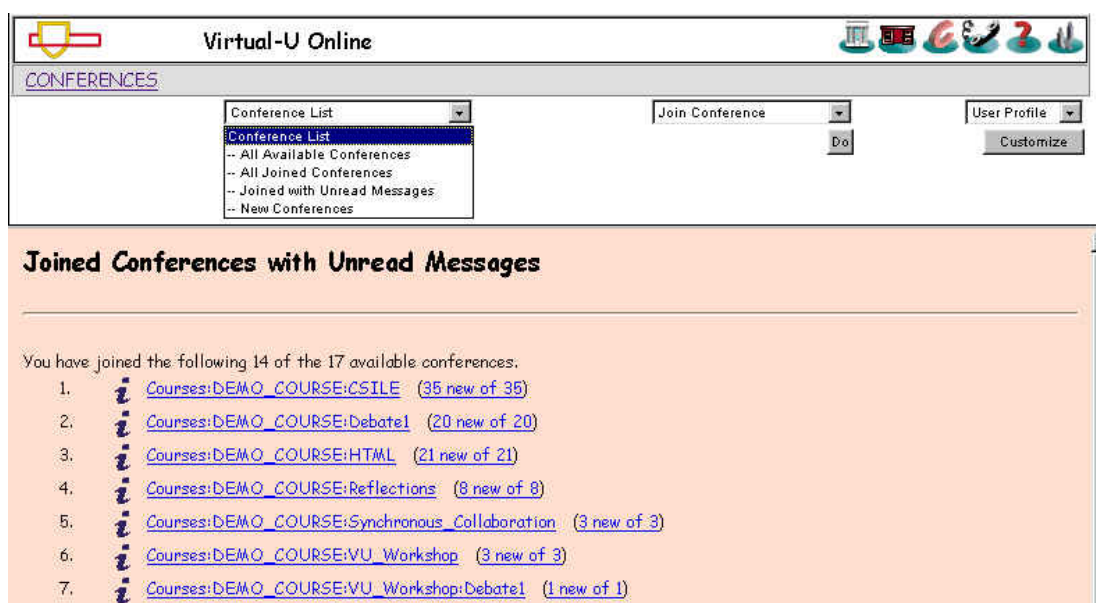 Virtual-U Online
CONFERENCES
Conference List Join Conference User Profile
Conference List
-- All Available Conferences
-- All Joined Conferences
-- Joined with Unread Messages
-- New Conferences
Do Customize
Joined Conferences with Unread Messages
You have joined the following 14 of the 17 available conferences.
1. i Courses:DEMO_COURSE:CSILE (35 new of 35)
2. i Courses:DEMO_COURSE:Debate1 (20 new of 20)
3. i Courses:DEMO_COURSE:HTML (21 new of 21)
4. i Courses:DEMO_COURSE:Reflections (8 new of 8)
5. i Courses:DEMO_COURSE:Synchronous_Collaboration (3 new of 3)
6. i Courses:DEMO_COURSE:VU_Workshop (3 new of 3)
7. i Courses:DEMO_COURSE:VU_Workshop:Debate1 (1 new of 1)